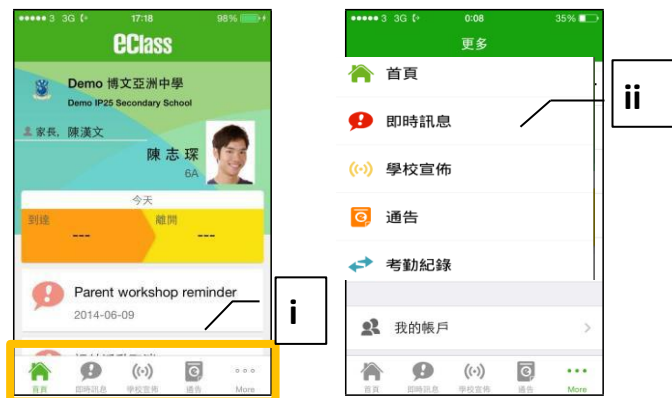 3 3G 17:18 98%
eClass
Demo 博文亞洲中學
Demo IP25 Secondary School
家長, 陳漢文
陳志琛
6A
今天
到達
離開
---
---
Parent workshop reminder
2014-06-09
首頁
即時訊息
學校宣佈
通告
More
i
3 3G 0:08 35%
更多
首頁
即時訊息
學校宣佈
通告
考勤紀錄
我的帳戶
首頁
即時訊息
學校宣佈
通告
More
ii